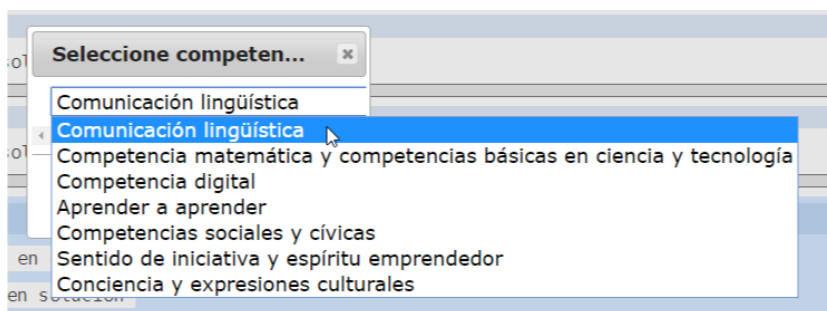 Seleccione competen...
Comunicación lingüística
Comunicación lingüística
Competencia matemática y competencias básicas en ciencia y tecnología
Competencia digital
Aprender a aprender
Competencias sociales y cívicas
en Sentido de iniciativa y espíritu emprendedor
Conciencia y expresiones culturales
en